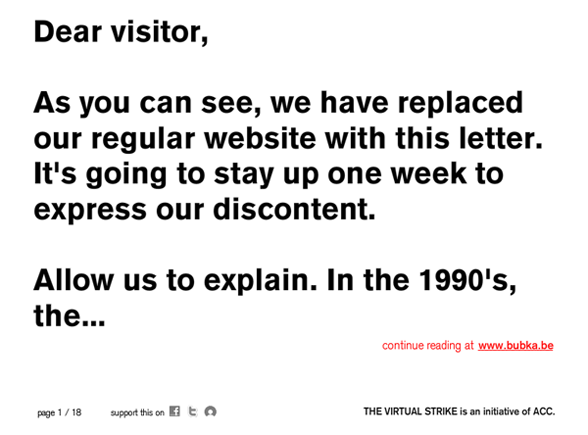 Dear visitor,
As you can see, we have replaced
our regular website with this letter.
It's going to stay up one week to
express our discontent.
Allow us to explain. In the 1990's,
the...
continue reading at www.bubka.be
page 1 / 18 support this on THE VIRTUAL STRIKE is an initiative of ACC.